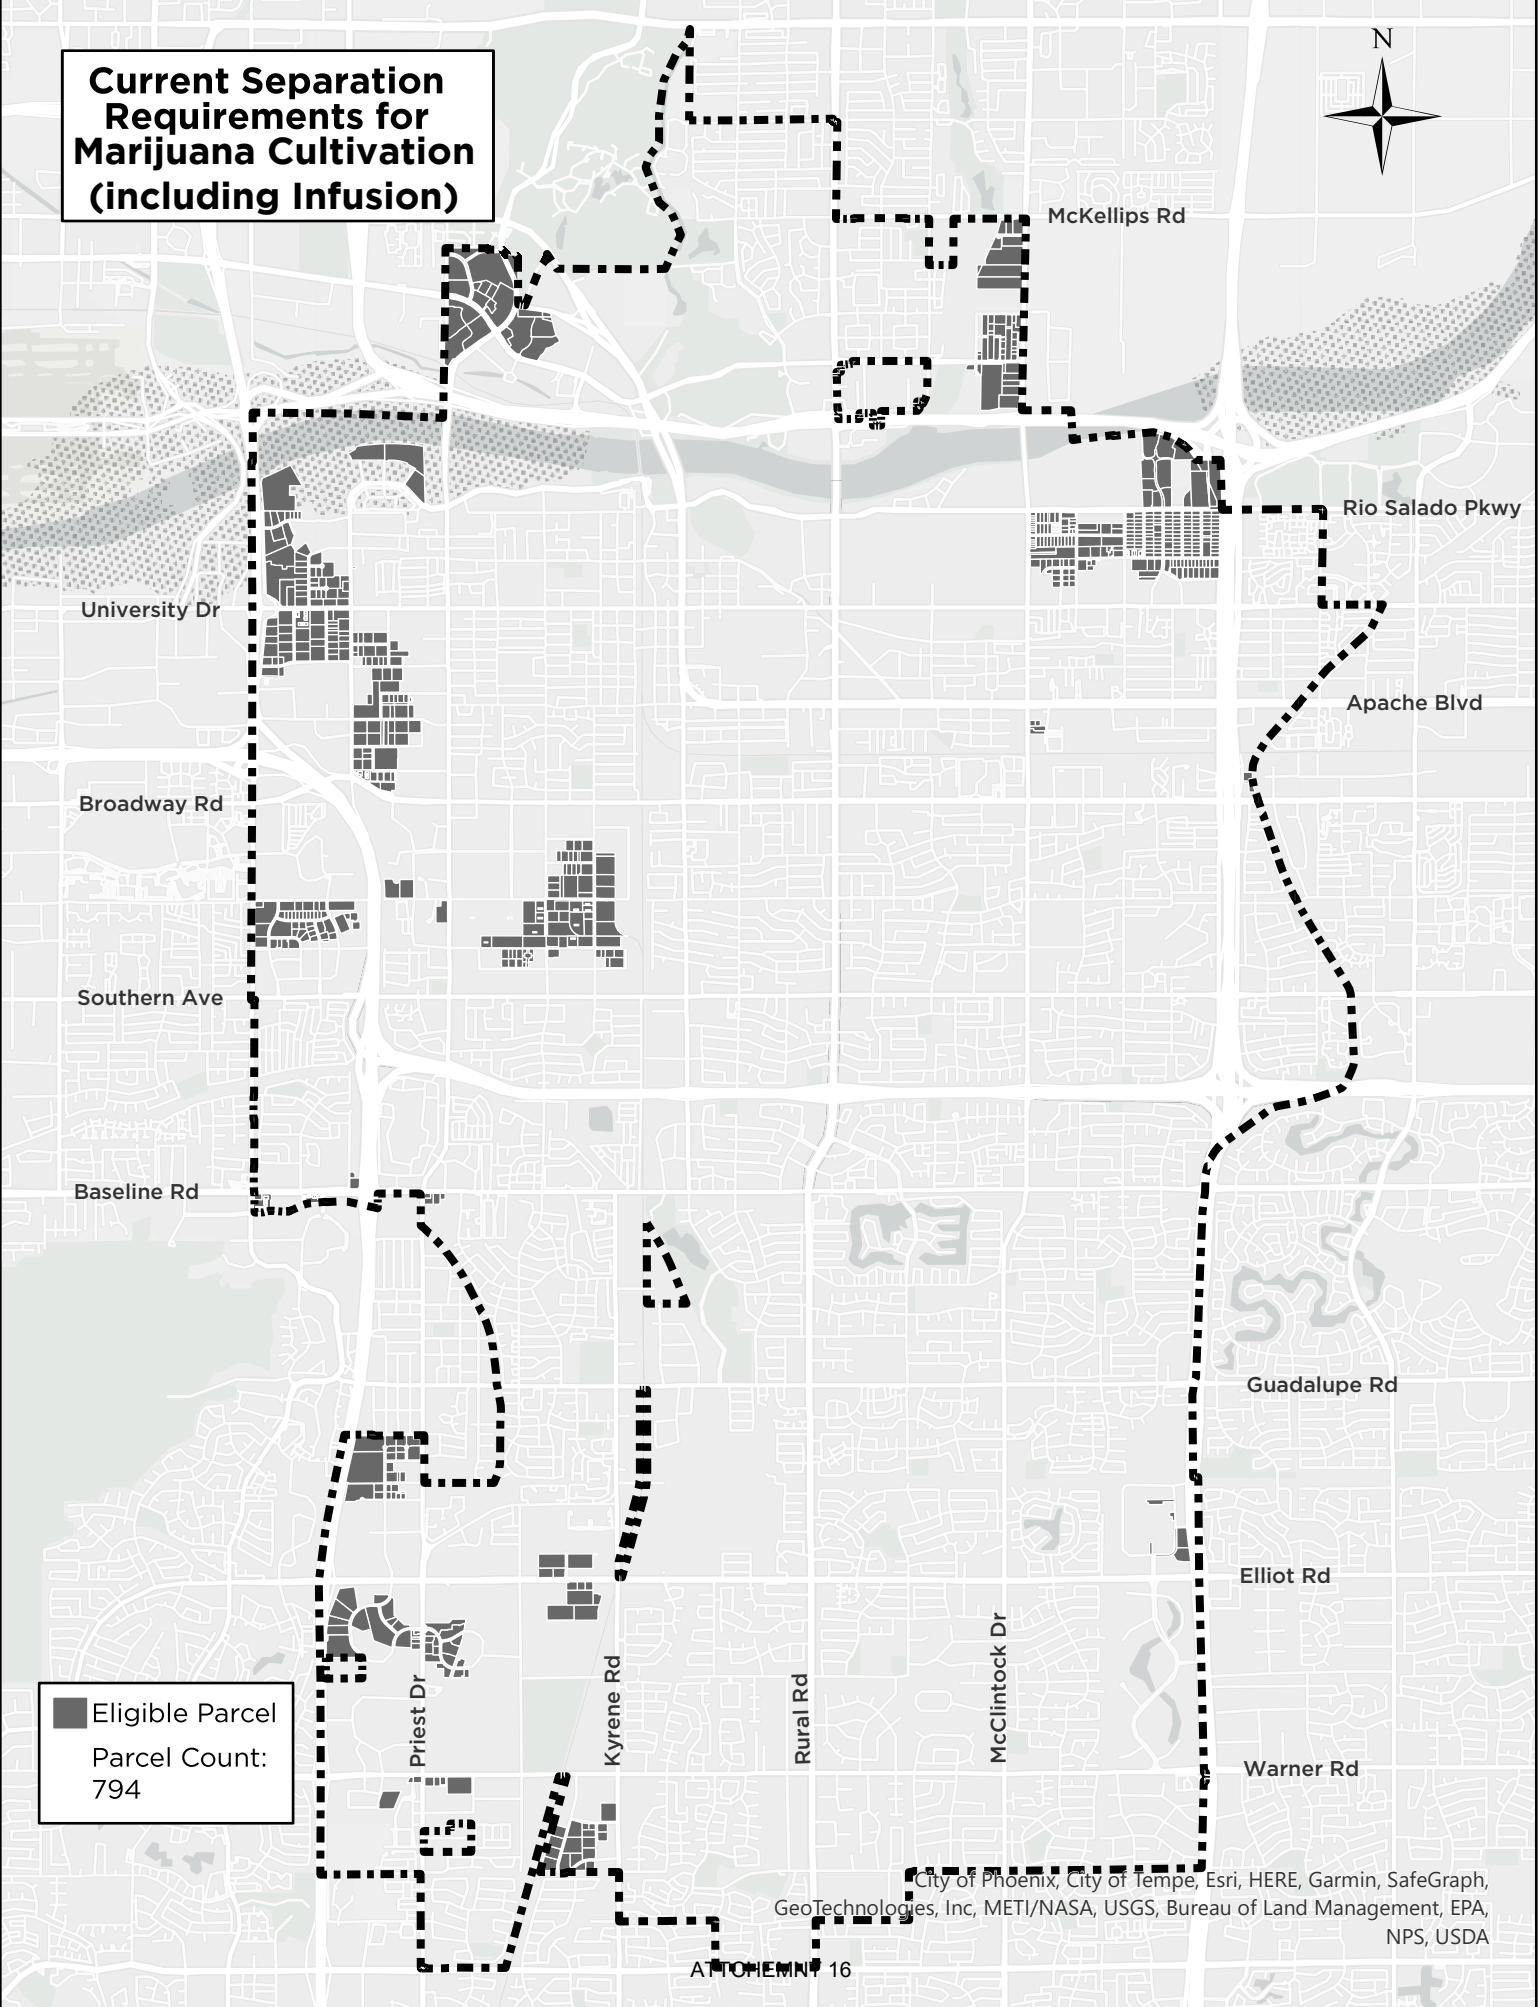 Current Separation
Requirements for
Marijuana Cultivation
(including Infusion)
N
McKellips Rd
Rio Salado Pkwy
University Dr
Apache Blvd
Broadway Rd
Southern Ave
Baseline Rd
Guadalupe Rd
Elliot Rd
Priest Dr
Kyrene Rd
Rural Rd
McClintock Dr
Warner Rd
Eligible Parcel
Parcel Count:
794
City of Phoenix, City of Tempe, Esri, HERE, Garmin, SafeGraph,
GeoTechnologies, Inc, METI/NASA, USGS, Bureau of Land Management, EPA,
NPS, USDA
16